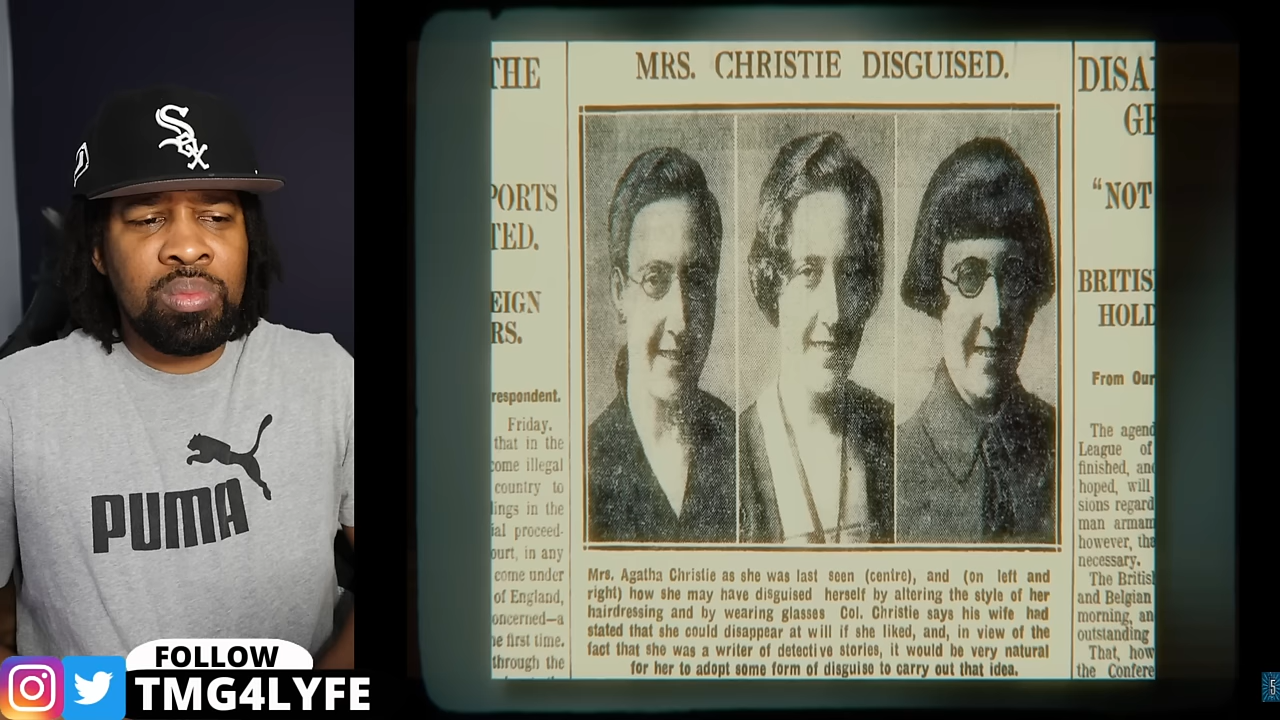 Sox
PUMA
FOLLOW
TMG4LYFE
THE
PORTS
TED.
EIGN
RS.
respondent.
Friday.
that in the
come illegal
country to
lings in the
ial proceed-
ourt, in any
come under
of England,
oncerned—a
he first time.
through the
MRS. CHRISTIE DISGUISED.
Mrs. Agatha Christie as she was last seen (centre), and (on left and
right) how she may have disguised herself by altering the style of her
hairdressing and by wearing glasses Col. Christie says his wife had
stated that she could disappear at will if she liked, and, in view of the
fact that she was a writer of detective stories, it would be very natural
for her to adopt some form of disguise to carry out that idea.
DISA
GE
“NOT
BRITIS
HOLD
From Our
The agend
League of
finished, and
hoped, will
sions regard
man armam
however, tha
necessary.
The British
and Belgian
morning, an
outstanding
That, how
the Confere